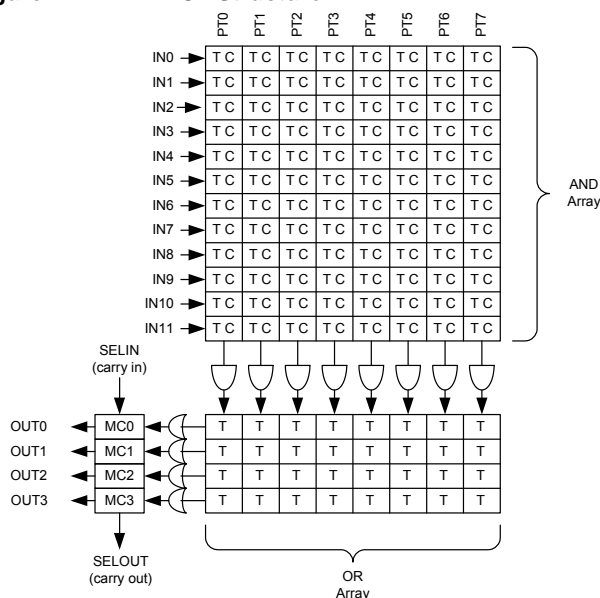 PT0 PT1 PT2 PT3 PT4 PT5 PT6 PT7
IN0 T C T C T C T C T C T C T C T C
IN1 T C T C T C T C T C T C T C T C
IN2 T C T C T C T C T C T C T C T C
IN3 T C T C T C T C T C T C T C T C
IN4 T C T C T C T C T C T C T C T C
IN5 T C T C T C T C T C T C T C T C
IN6 T C T C T C T C T C T C T C T C
IN7 T C T C T C T C T C T C T C T C
IN8 T C T C T C T C T C T C T C T C
IN9 T C T C T C T C T C T C T C T C
IN10 T C T C T C T C T C T C T C T C
IN11 T C T C T C T C T C T C T C T C
AND
Array
SELIN
(carry in)
OUT0 MC0 T T T T T T T T
OUT1 MC1 T T T T T T T T
OUT2 MC2 T T T T T T T T
OUT3 MC3 T T T T T T T T
SELOUT
(carry out)
OR
Array